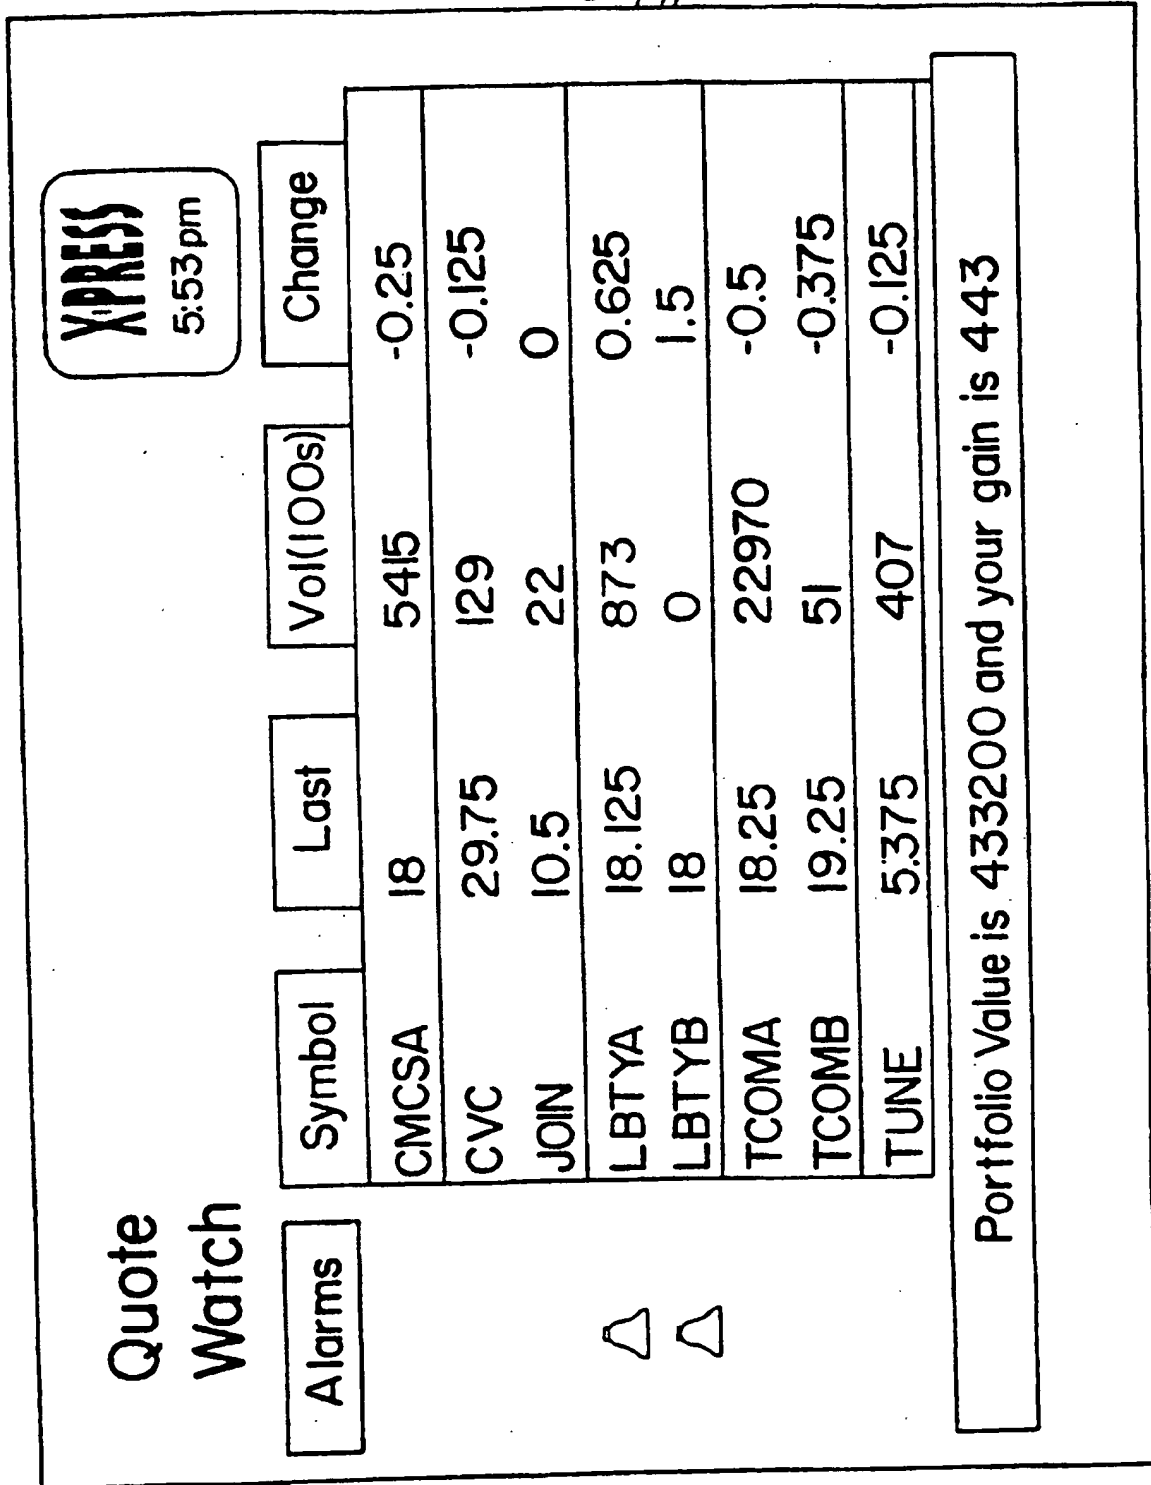 Quote
Watch
X·PRESS
5:53pm
Alarms Symbol Last Vol(100s) Change
CMCSA 18 5415 -0.25
CVC 29.75 129 -0.125
JOIN 10.5 22 0
LBTYA 18.125 873 0.625
LBTYB 18 0 1.5
TCOMA 18.25 22970 -0.5
TCOMB 19.25 51 -0.375
TUNE 5.375 407 -0.125
Portfolio Value is 433200 and your gain is 443